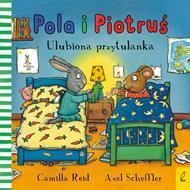 Pola i Piotruś
Ulubiona przytulanka
Camilla Reid
Axel Scheffler